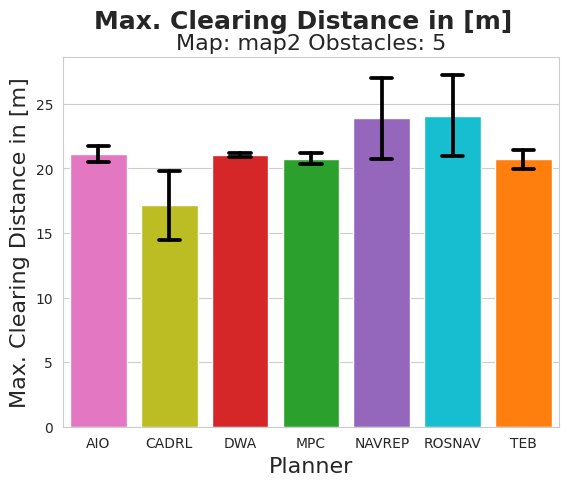 Max. Clearing Distance in [m]
Map: map2 Obstacles: 5
Max. Clearing Distance in [m]
25
20
15
10
5
0
AIO CADRL DWA MPC NAVREP ROSNAV TEB
Planner